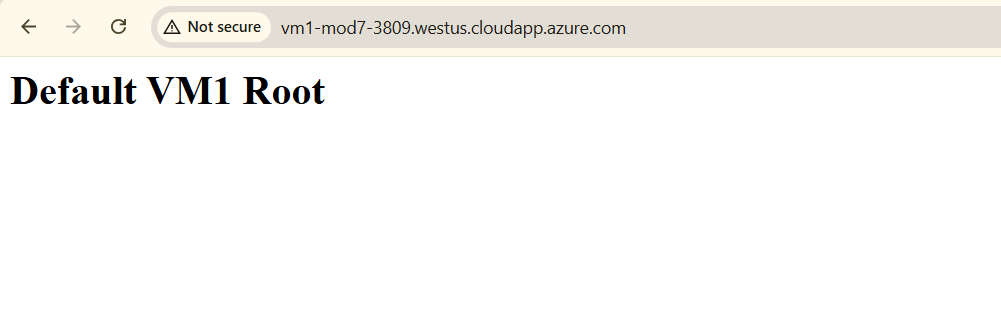 Not secure vm1-mod7-3809.westus.cloudapp.azure.com
Default VM1 Root